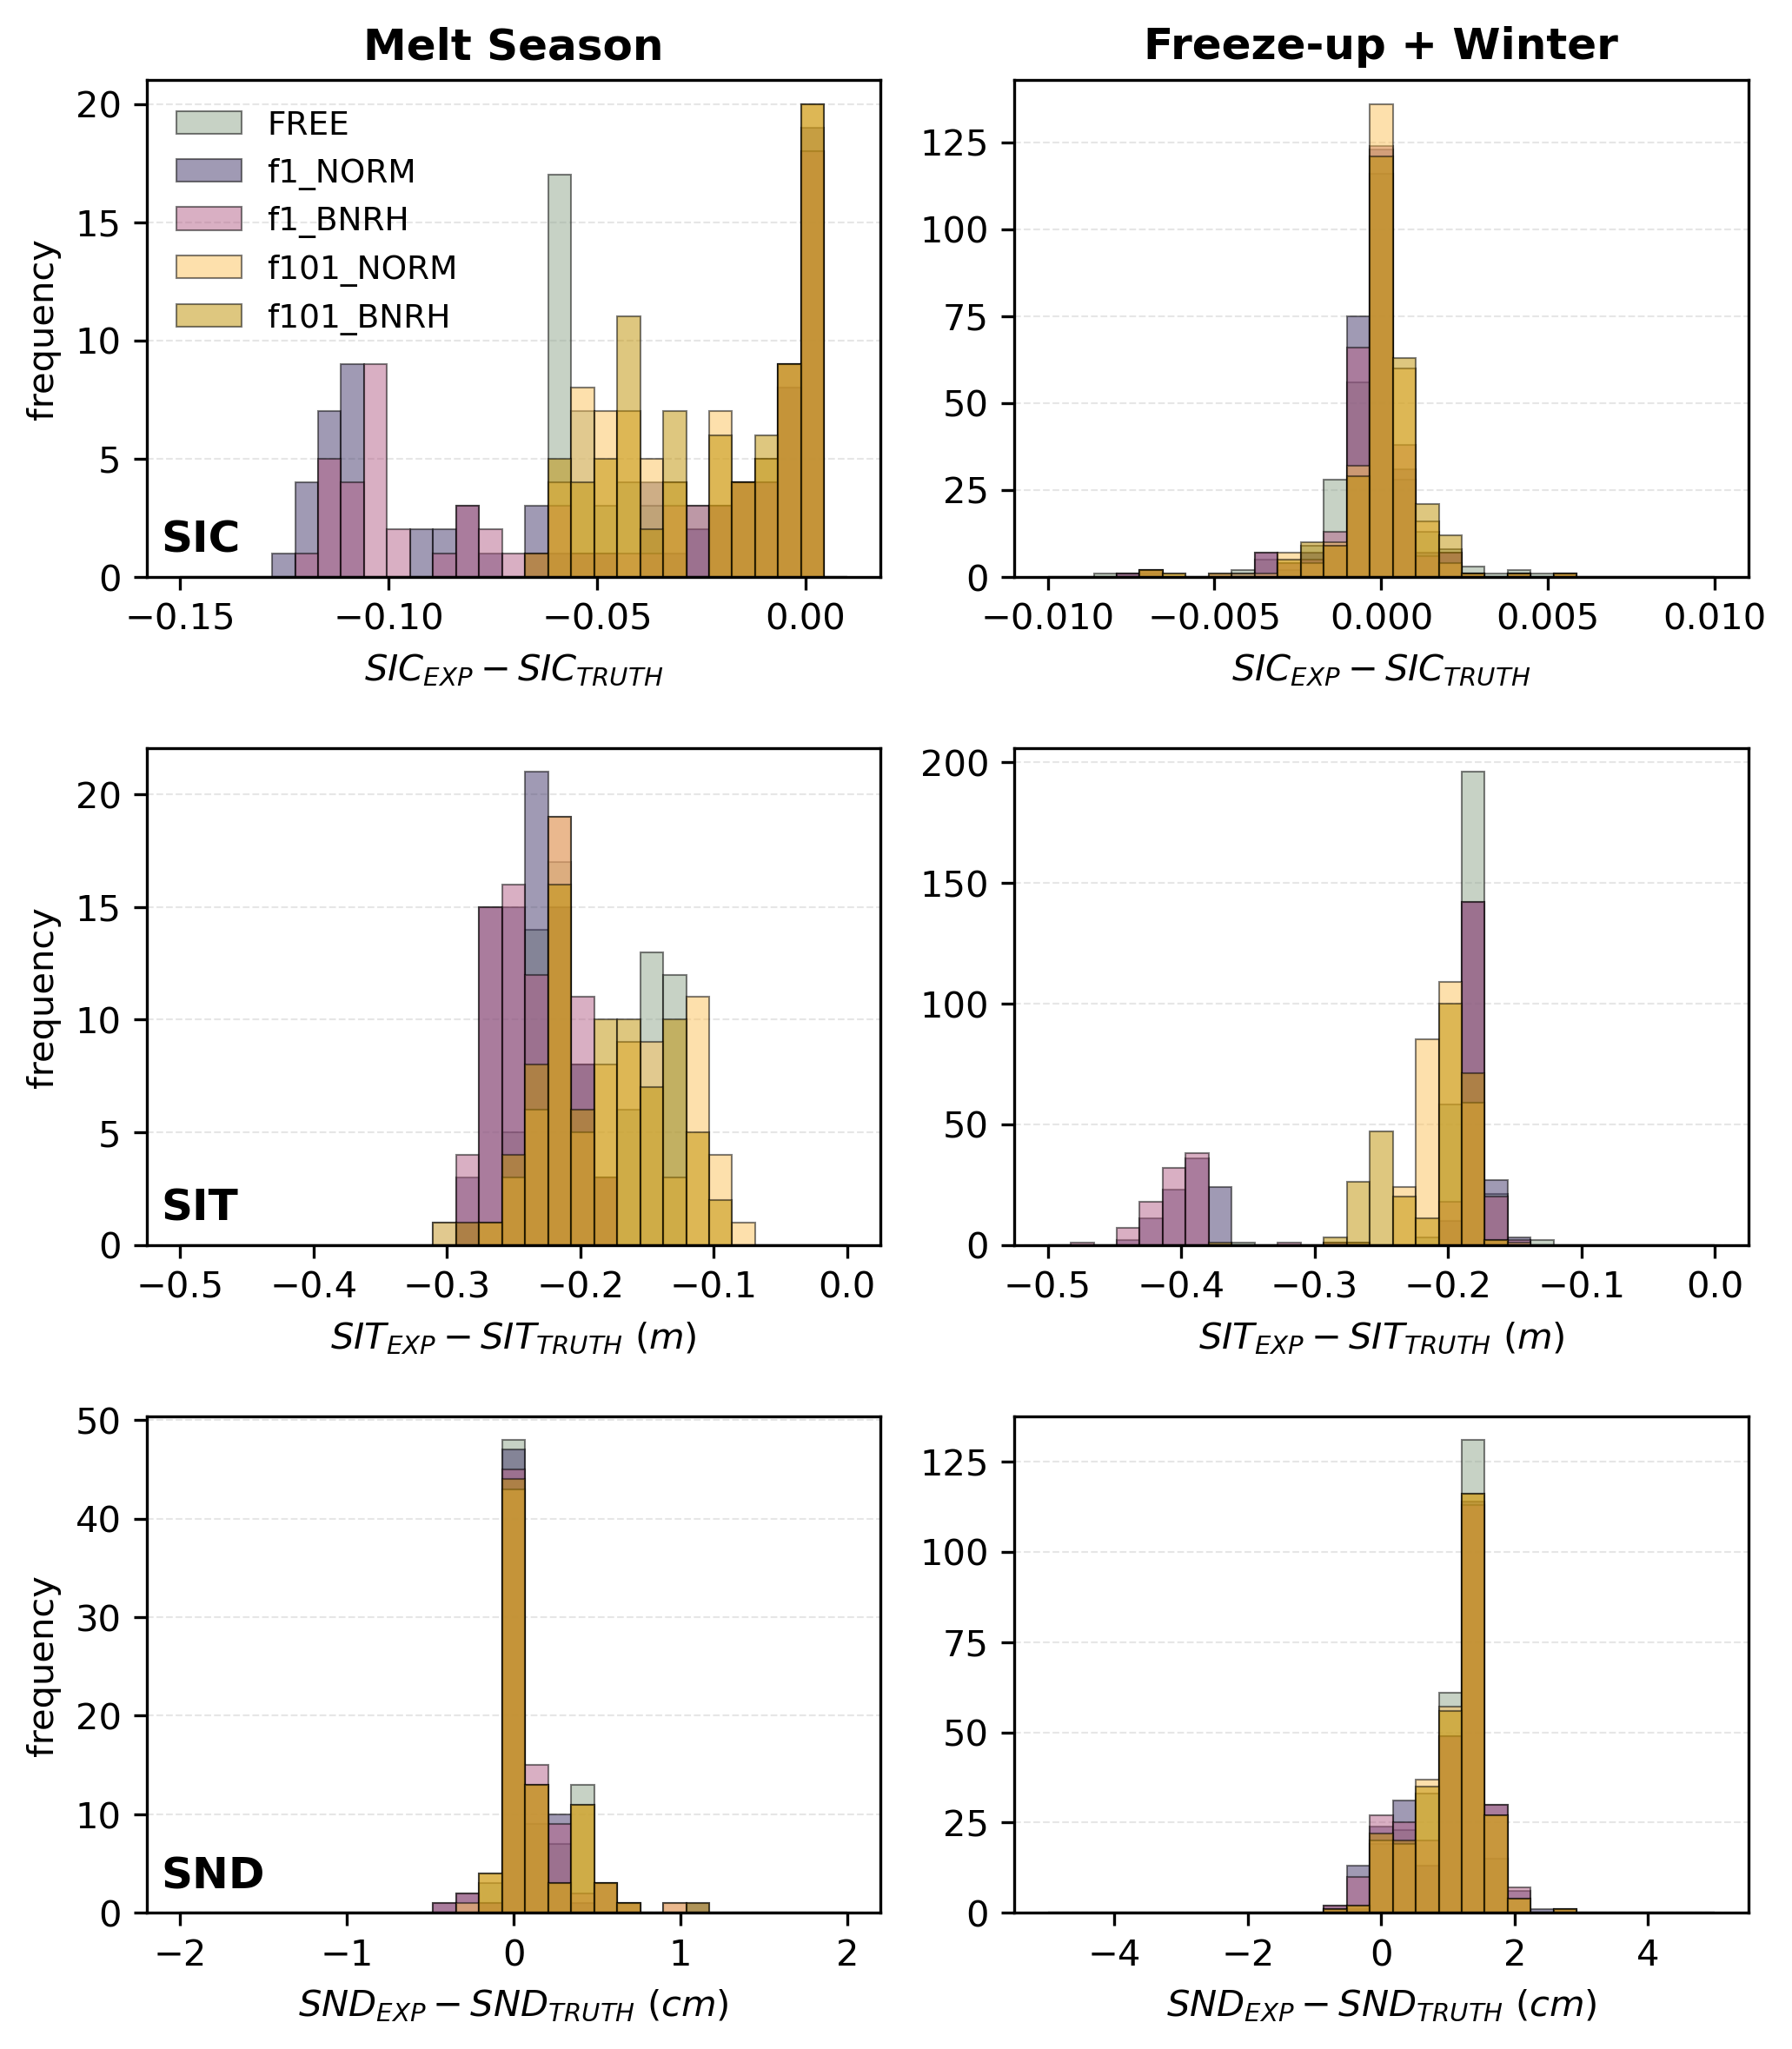 Melt Season
Freeze-up + Winter
20
15
10
5
0
frequency
FREE
f1_NORM
f1_BNRH
f101_NORM
f101_BNRH
SIC
−0.15 −0.10 −0.05 0.00
SIC_EXP − SIC_TRUTH
125
100
75
50
25
0
−0.010 −0.005 0.000 0.005 0.010
SIC_EXP − SIC_TRUTH
20
15
10
5
0
frequency
SIT
−0.5 −0.4 −0.3 −0.2 −0.1 0.0
SIT_EXP − SIT_TRUTH (m)
200
150
100
50
0
−0.5 −0.4 −0.3 −0.2 −0.1 0.0
SIT_EXP − SIT_TRUTH (m)
50
40
30
20
10
0
frequency
SND
−2 −1 0 1 2
SND_EXP − SND_TRUTH (cm)
125
100
75
50
25
0
−4 −2 0 2 4
SND_EXP − SND_TRUTH (cm)